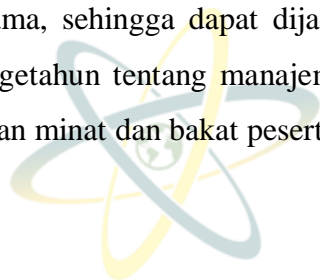 ama, sehingga dapat dija
getahun tentang manajer
an minat dan bakat pesert